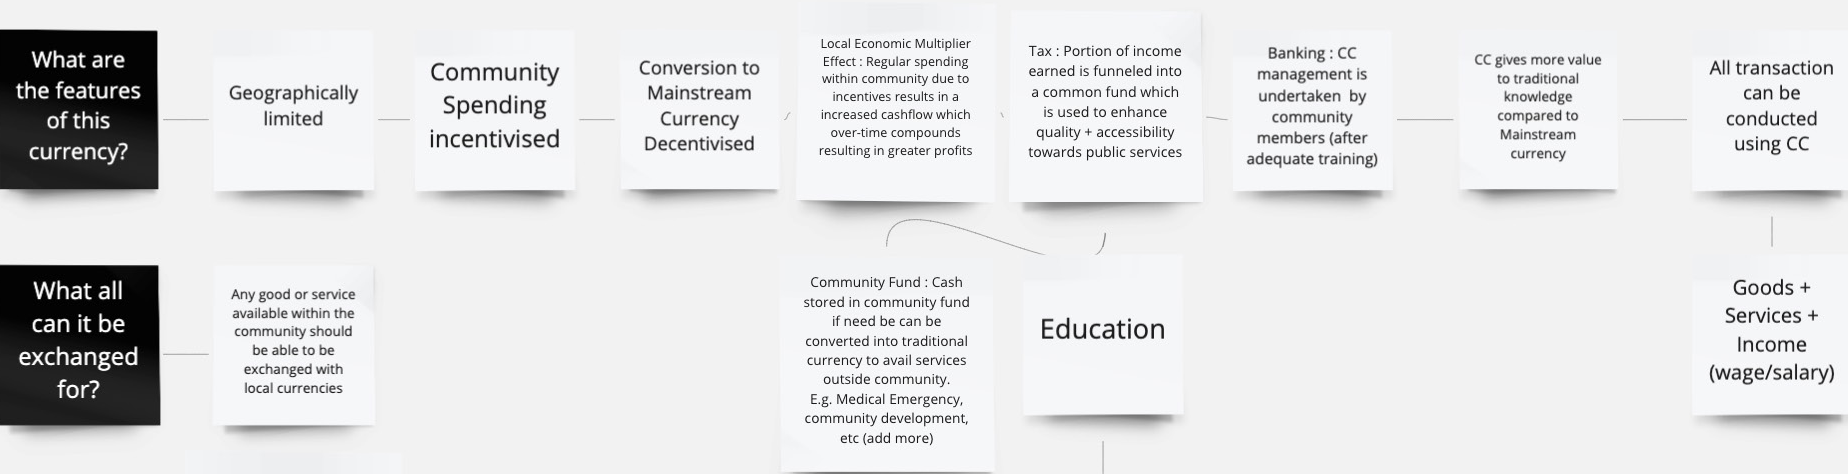 What are
the features
of this
currency?
Geographically
limited
Community
Spending
incentivised
Conversion to
Mainstream
Currency
Decentivised
Local Economic Multiplier
Effect : Regular spending
within community due to
incentives results in a
increased cashflow which
over-time compounds
resulting in greater profits
Tax : Portion of income
earned is funneled into
a common fund which
is used to enhance
quality + accessibility
towards public services
Banking : CC
management is
undertaken by
community
members (after
adequate training)
CC gives more value
to traditional
knowledge
compared to
Mainstream
currency
All transaction
can be
conducted
using CC
What all
can it be
exchanged
for?
Any good or service
available within the
community should
be able to be
exchanged with
local currencies
Community Fund : Cash
stored in community fund
if need be can be
converted into traditional
currency to avail services
outside community.
E.g. Medical Emergency,
community development,
etc (add more)
Education
Goods +
Services +
Income
(wage/salary)